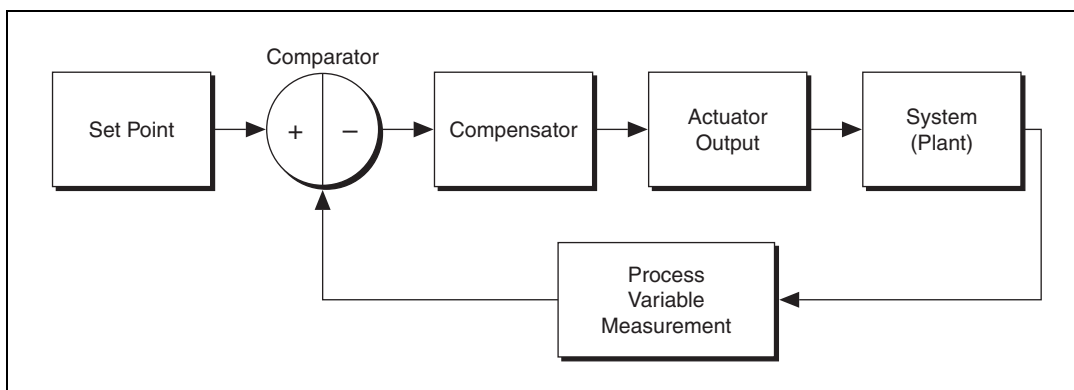 Comparator
Set Point
+
−
Compensator
Actuator
Output
System
(Plant)
Process
Variable
Measurement